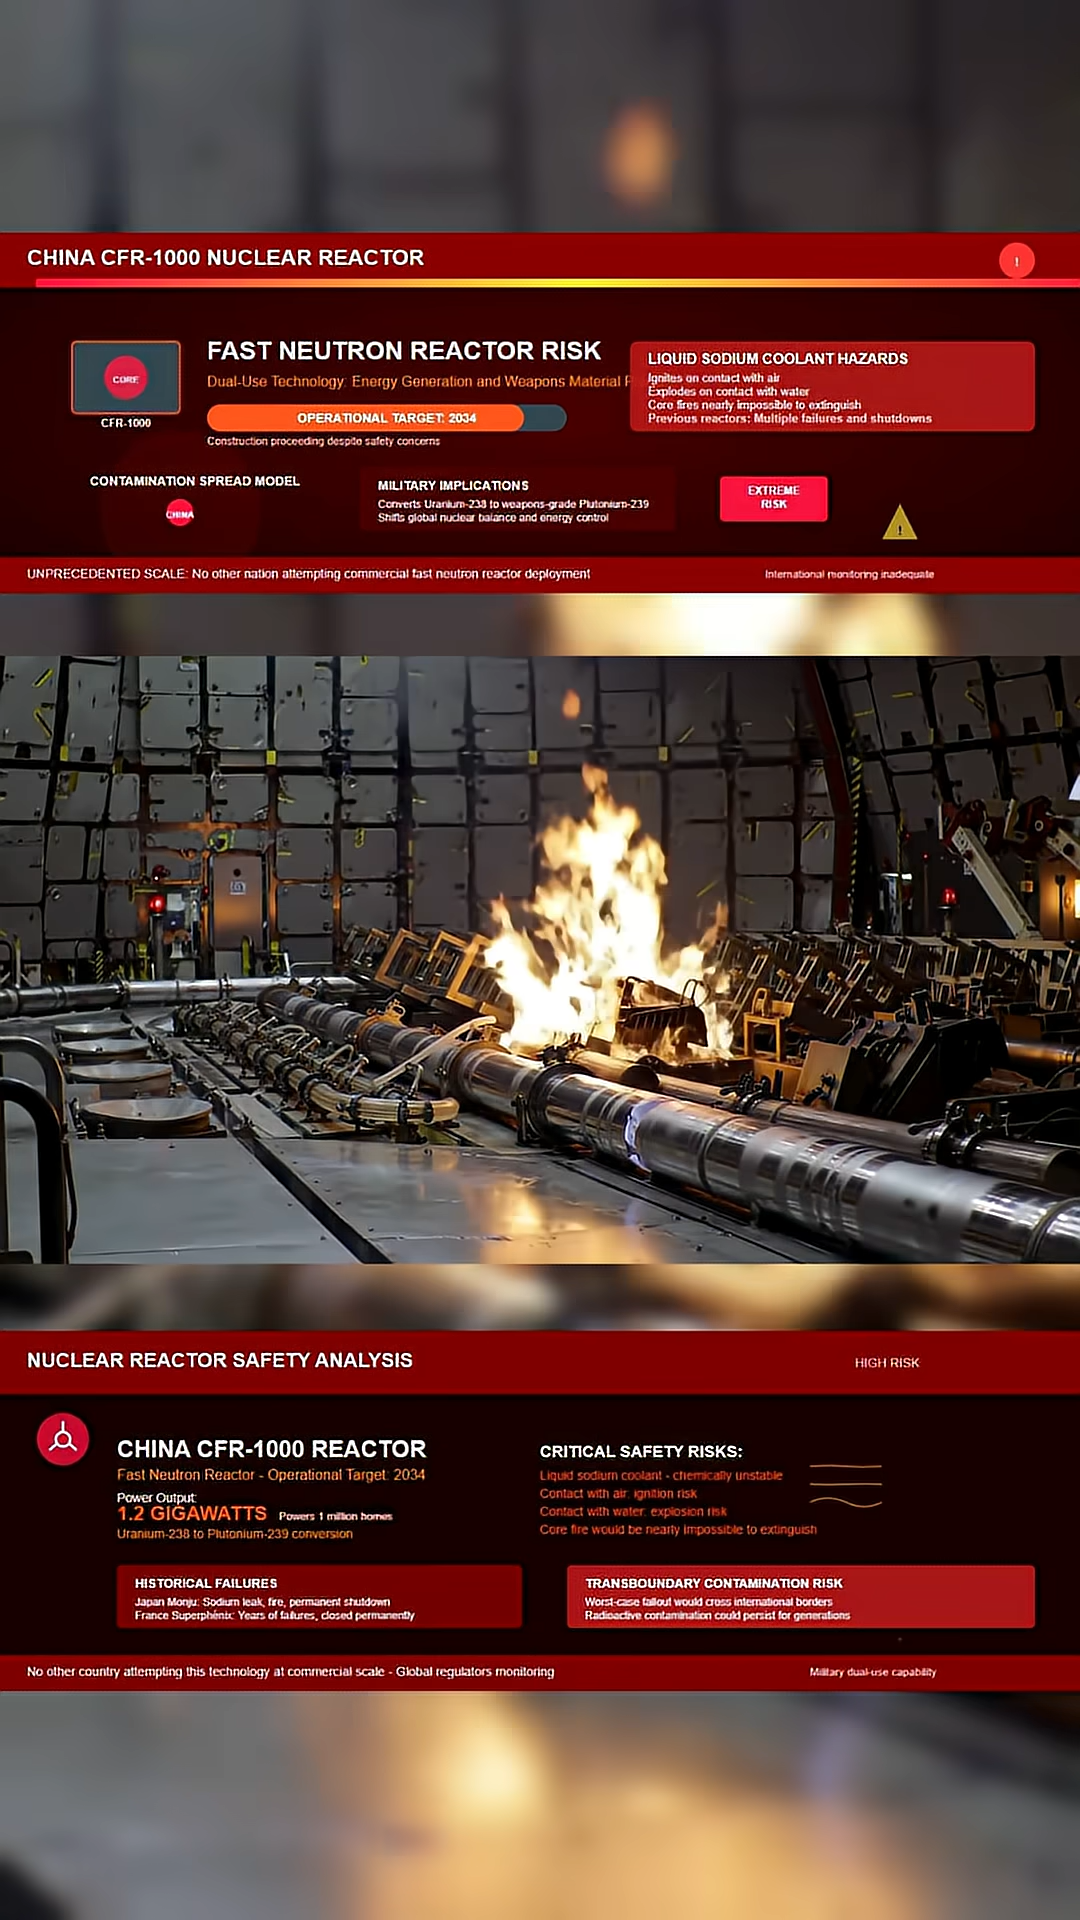 CHINA CFR-1000 NUCLEAR REACTOR
!
FAST NEUTRON REACTOR RISK
Dual-Use Technology: Energy Generation and Weapons Material
CORE
CFR-1000
OPERATIONAL TARGET: 2034
Construction proceeding despite safety concerns
LIQUID SODIUM COOLANT HAZARDS
Ignites on contact with air
Explodes on contact with water
Core fires nearly impossible to extinguish
Previous reactors: Multiple failures and shutdowns
CONTAMINATION SPREAD MODEL
CHINA
MILITARY IMPLICATIONS
Converts Uranium-238 to weapons-grade Plutonium-239
Shifts global nuclear balance and energy control
EXTREME
RISK
!
UNPRECEDENTED SCALE: No other nation attempting commercial fast neutron reactor deployment
International monitoring inadequate
NUCLEAR REACTOR SAFETY ANALYSIS
HIGH RISK
CHINA CFR-1000 REACTOR
Fast Neutron Reactor - Operational Target: 2034
Power Output:
1.2 GIGAWATTS Powers 1 million homes
Uranium-238 to Plutonium-239 conversion
CRITICAL SAFETY RISKS:
Liquid sodium coolant - chemically unstable
Contact with air: ignition risk
Contact with water: explosion risk
Core fire would be nearly impossible to extinguish
HISTORICAL FAILURES
Japan Monju: Sodium leak, fire, permanent shutdown
France Superphénix: Years of failures, closed permanently
TRANSBOUNDARY CONTAMINATION RISK
Worst-case fallout would cross international borders
Radioactive contamination could persist for generations
No other country attempting this technology at commercial scale - Global regulators monitoring
Military dual-use capability